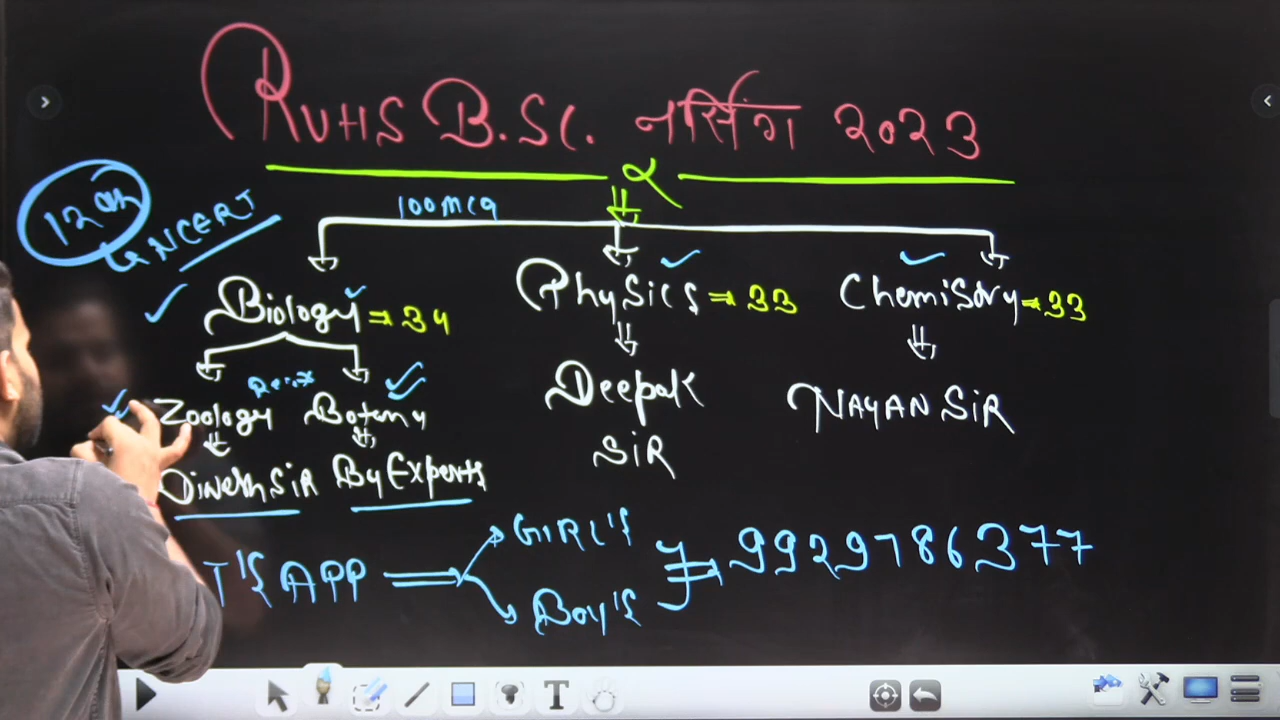 RUHS B.SC. नर्सिंग २०२३
100 MCQ
12th
NCERT
Biology => 34
Physics => 33
Chemistry => 33
Zoology Botany
Dinesh SiR By Experts
Deepak
SiR
NAYAN SiR
T'S APP => GIRL'S
Boy'S
=> 9929786377
T